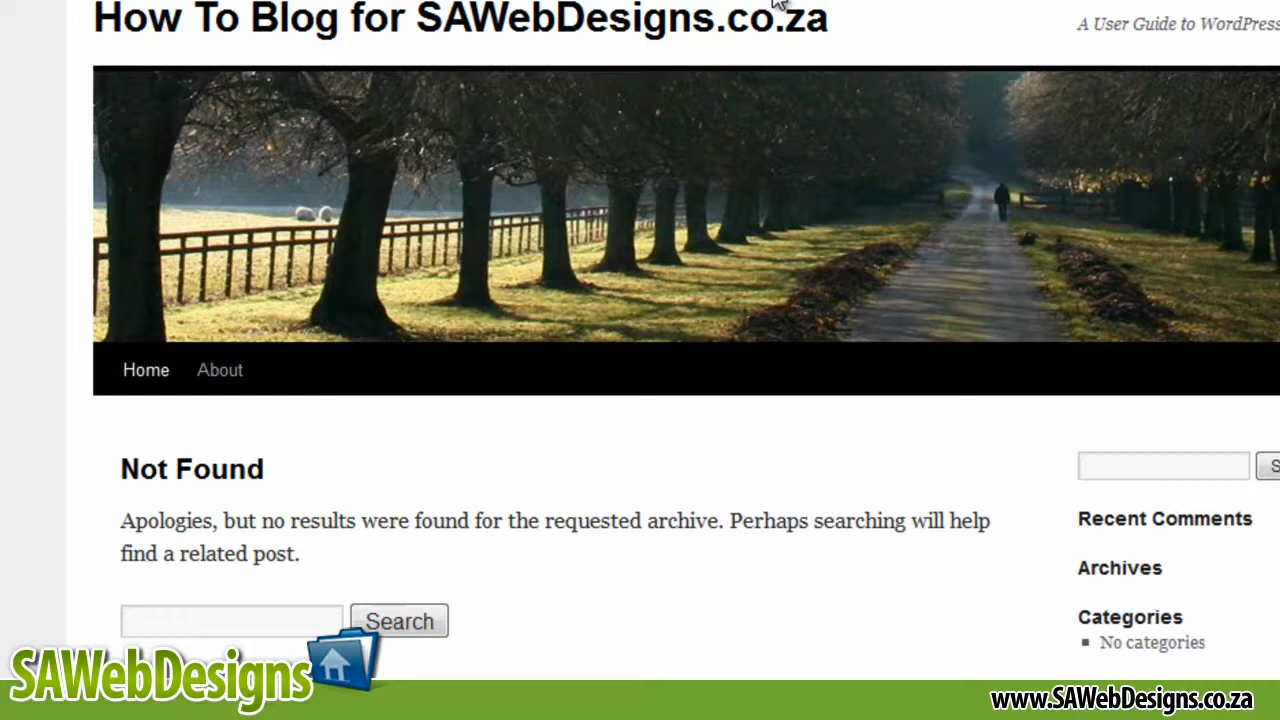 How To Blog for SAWebDesigns.co.za
A User Guide to WordPress
Home About
Not Found
Apologies, but no results were found for the requested archive. Perhaps searching will help
find a related post.
Search
Recent Comments
Archives
Categories
No categories
SAWebDesigns
www.SAWebDesigns.co.za